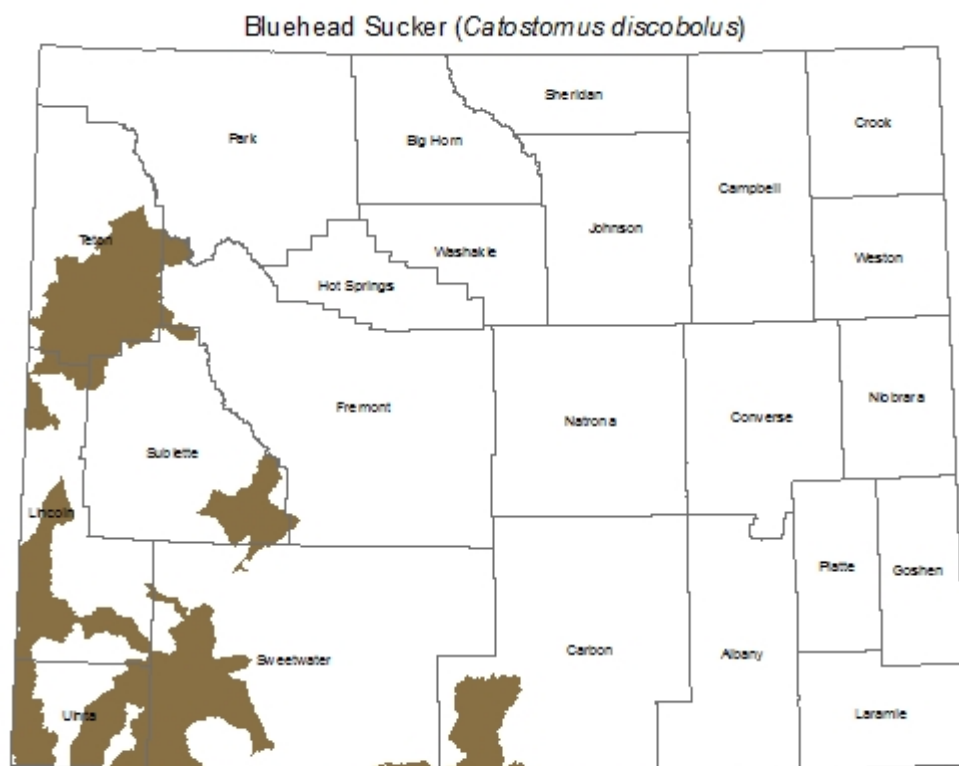 Bluehead Sucker (Catostomus discobolus)
Sheridan
Crook
Park
Big Horn
Campbell
Johnson
Teton
Washakie
Weston
Hot Springs
Fremont
Natrona
Converse
Niobrara
Sublette
Lincoln
Platte
Goshen
Sweetwater
Carbon
Albany
Uinta
Laramie